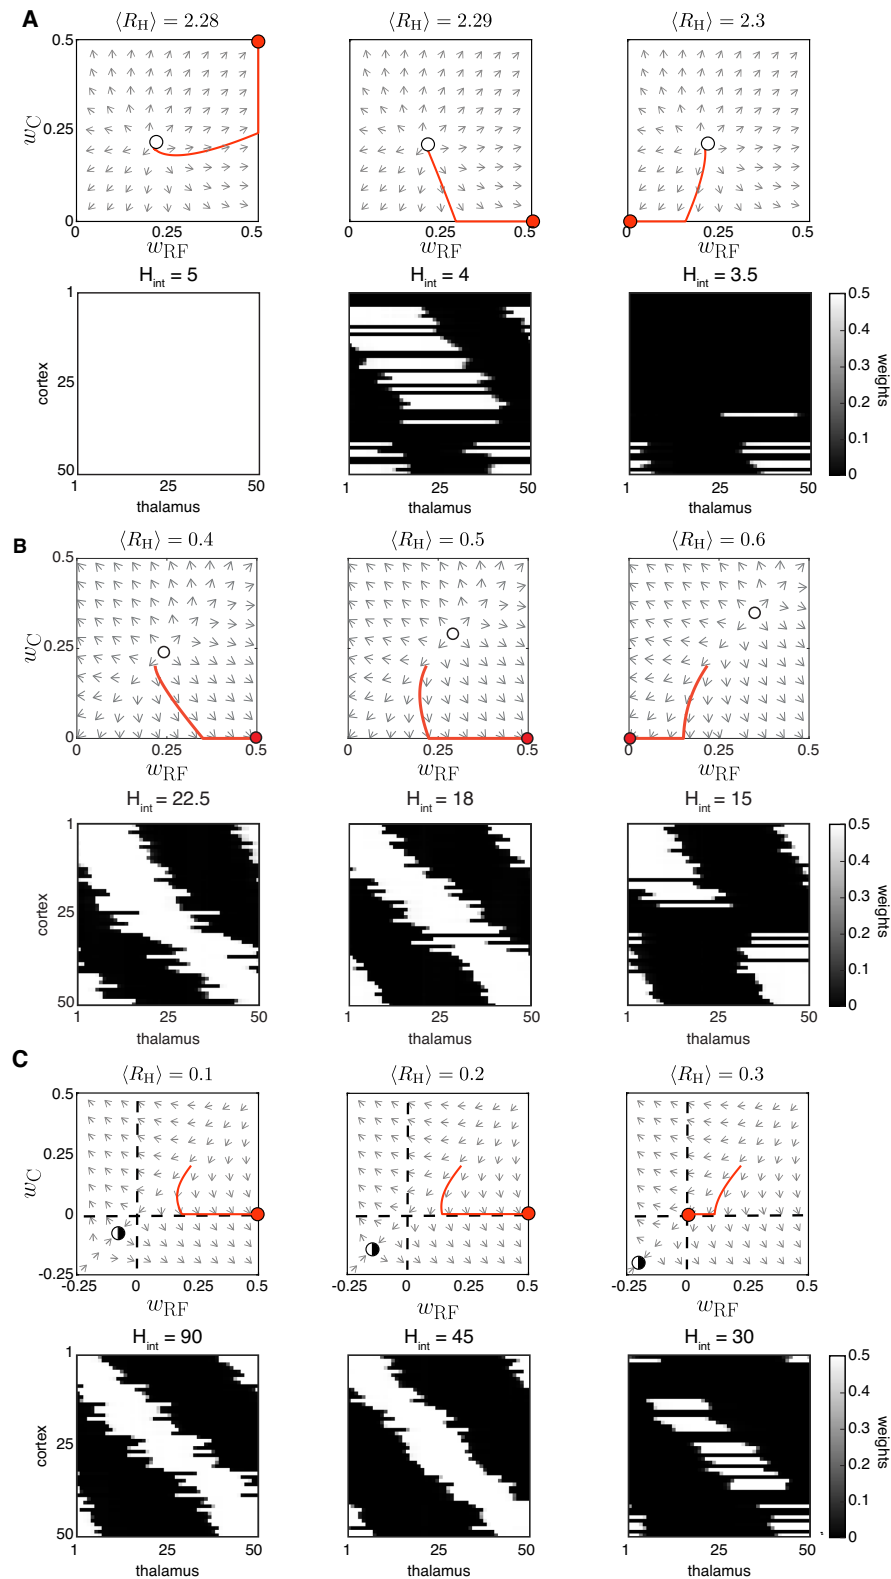 A
⟨R_H⟩ = 2.28 ⟨R_H⟩ = 2.29 ⟨R_H⟩ = 2.3
0.5
w_C 0.25
0
0 0.25 0.5 0 0.25 0.5 0 0.25 0.5
w_RF w_RF w_RF
H_int = 5 H_int = 4 H_int = 3.5
1 0.5
0.4
cortex 25 0.3 weights
0.2
0.1
50 0
1 25 50 1 25 50 1 25 50
thalamus thalamus thalamus
B
⟨R_H⟩ = 0.4 ⟨R_H⟩ = 0.5 ⟨R_H⟩ = 0.6
0.5
w_C 0.25
0
0 0.25 0.5 0 0.25 0.5 0 0.25 0.5
w_RF w_RF w_RF
H_int = 22.5 H_int = 18 H_int = 15
1 0.5
0.4
cortex 25 0.3 weights
0.2
0.1
50 0
1 25 50 1 25 50 1 25 50
thalamus thalamus thalamus
C
⟨R_H⟩ = 0.1 ⟨R_H⟩ = 0.2 ⟨R_H⟩ = 0.3
0.5
0.25
w_C
0
-0.25
-0.25 0 0.25 0.5 -0.25 0 0.25 0.5 -0.25 0 0.25 0.5
w_RF w_RF w_RF
H_int = 90 H_int = 45 H_int = 30
1 0.5
0.4
cortex 25 0.3 weights
0.2
0.1
50 0
1 25 50 1 25 50 1 25 50
thalamus thalamus thalamus